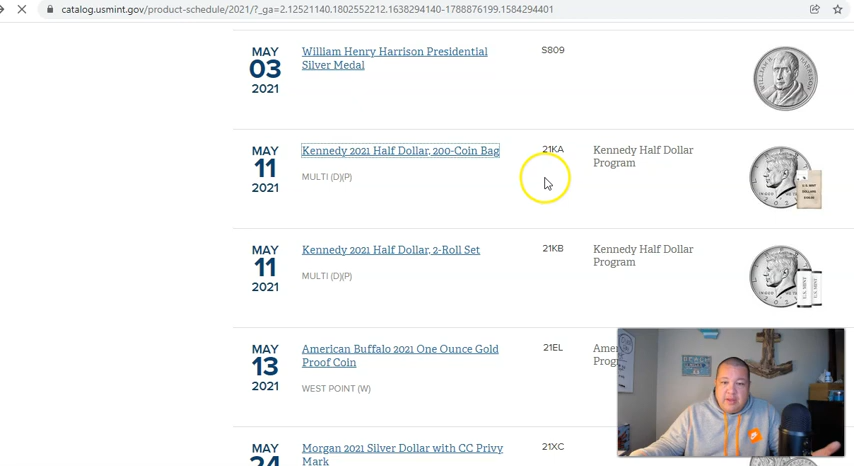 catalog.usmint.gov/product-schedule/2021/?_ga=2.12521140.1802552212.1638294140-1788876199.1584294401
MAY
03
2021
William Henry Harrison Presidential
Silver Medal
S809
MAY
11
2021
Kennedy 2021 Half Dollar, 200-Coin Bag
MULTI (D)(P)
21KA
Kennedy Half Dollar
Program
MAY
11
2021
Kennedy 2021 Half Dollar, 2-Roll Set
MULTI (D)(P)
21KB
Kennedy Half Dollar
Program
MAY
13
2021
American Buffalo 2021 One Ounce Gold
Proof Coin
WEST POINT (W)
21EL
MAY
24
Morgan 2021 Silver Dollar with CC Privy
Mark
21XC